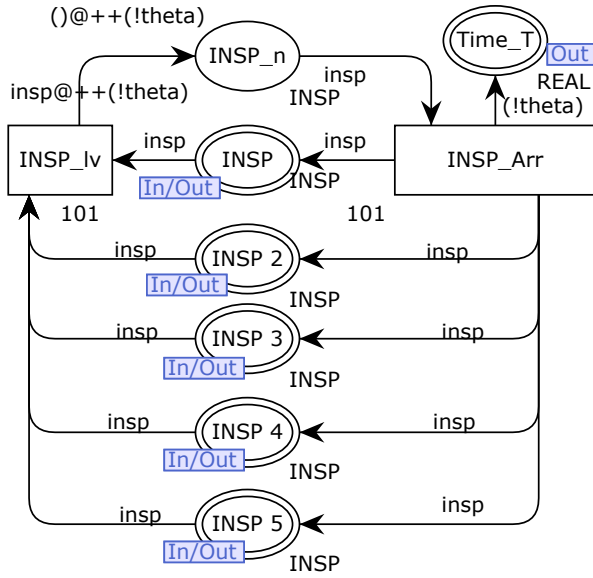 ()@++(!theta)
INSP_n
Time_T
Out
insp
REAL
insp@++(!theta)
INSP
(!theta)
insp
insp
INSP_lv
INSP
INSP_Arr
INSP
In/Out
101
101
insp
INSP 2
insp
In/Out
INSP
insp
INSP 3
insp
In/Out
INSP
insp
INSP 4
insp
In/Out
INSP
insp
INSP 5
insp
In/Out
INSP